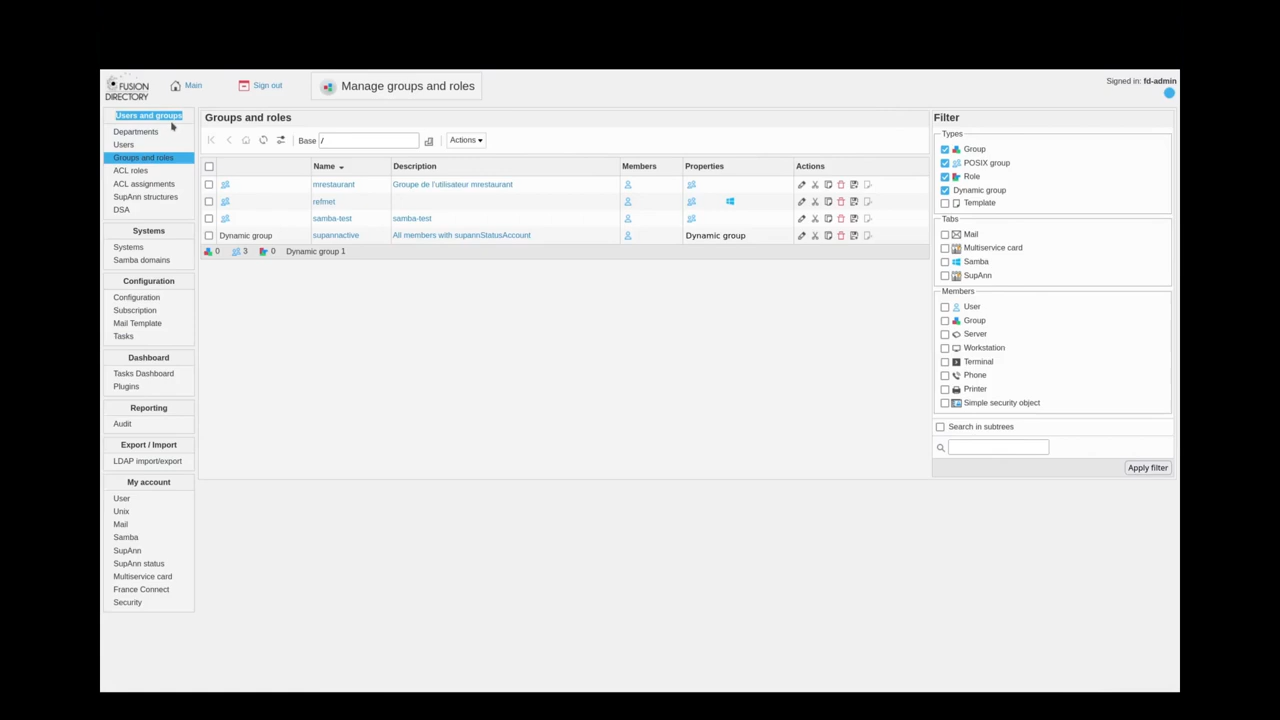 FUSION
DIRECTORY
Main
Sign out
Manage groups and roles
Signed in: fd-admin
Users and groups
Departments
Users
Groups and roles
ACL roles
ACL assignments
SupAnn structures
DSA
Systems
Systems
Samba domains
Configuration
Configuration
Subscription
Mail Template
Tasks
Dashboard
Tasks Dashboard
Plugins
Reporting
Audit
Export / Import
LDAP import/export
My account
User
Unix
Mail
Samba
SupAnn
SupAnn status
Multiservice card
France Connect
Security
Groups and roles
Base /
Actions
Name Description Members Properties Actions
mrestaurant Groupe de l'utilisateur mrestaurant
refmet
samba-test samba-test
Dynamic group supannactive All members with supannStatusAccount Dynamic group
0 3 0 Dynamic group 1
Filter
Types
Group
POSIX group
Role
Dynamic group
Template
Tabs
Mail
Multiservice card
Samba
SupAnn
Members
User
Group
Server
Workstation
Terminal
Phone
Printer
Simple security object
Search in subtrees
Apply filter